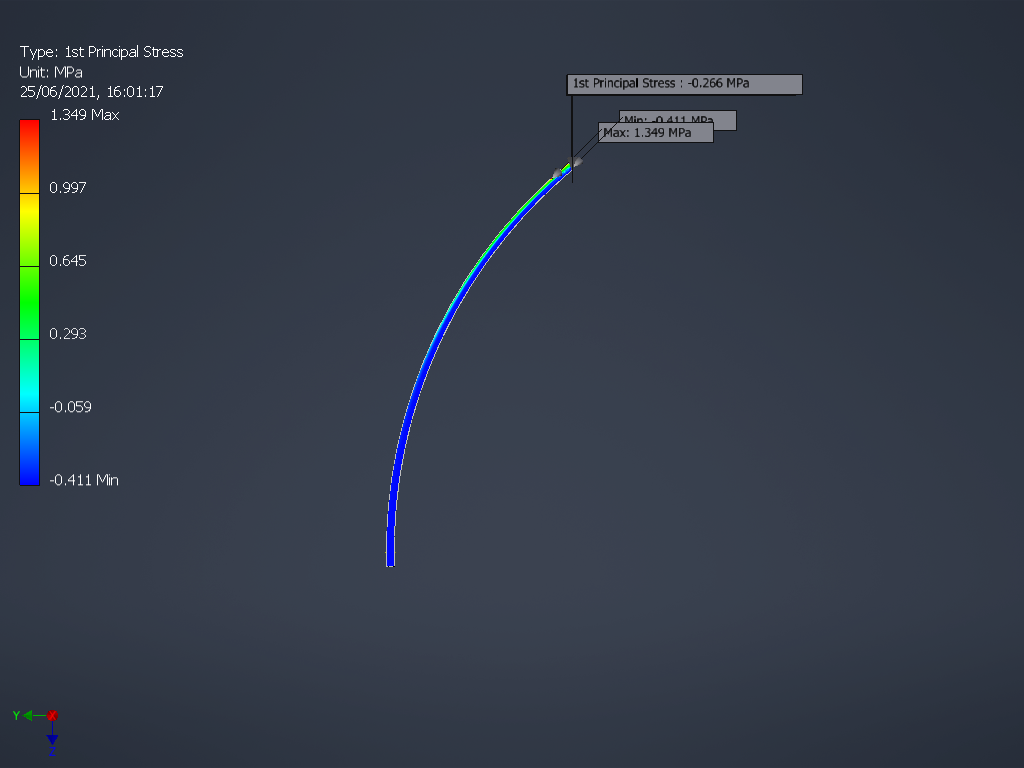 Type: 1st Principal Stress
Unit: MPa
25/06/2021, 16:01:17
1.349 Max
0.997
0.645
0.293
-0.059
-0.411 Min
1st Principal Stress : -0.266 MPa
Min: -0.411 MPa
Max: 1.349 MPa
Y
X
Z